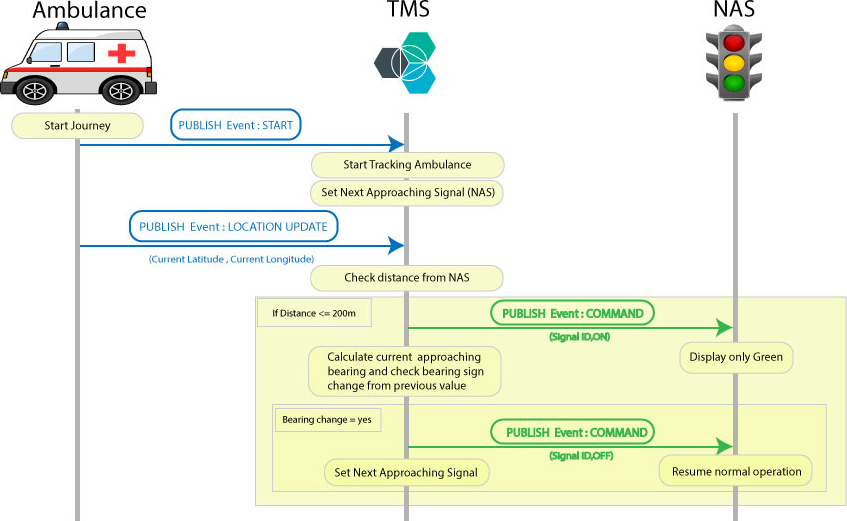 Ambulance
TMS
NAS
Start Journey
PUBLISH Event : START
Start Tracking Ambulance
Set Next Approaching Signal (NAS)
PUBLISH Event : LOCATION UPDATE
(Current Latitude , Current Longitude)
Check distance from NAS
If Distance <= 200m
PUBLISH Event : COMMAND
(Signal ID,ON)
Calculate current approaching
bearing and check bearing sign
change from previous value
Display only Green
Bearing change = yes
PUBLISH Event : COMMAND
(Signal ID,OFF)
Set Next Approaching Signal
Resume normal operation